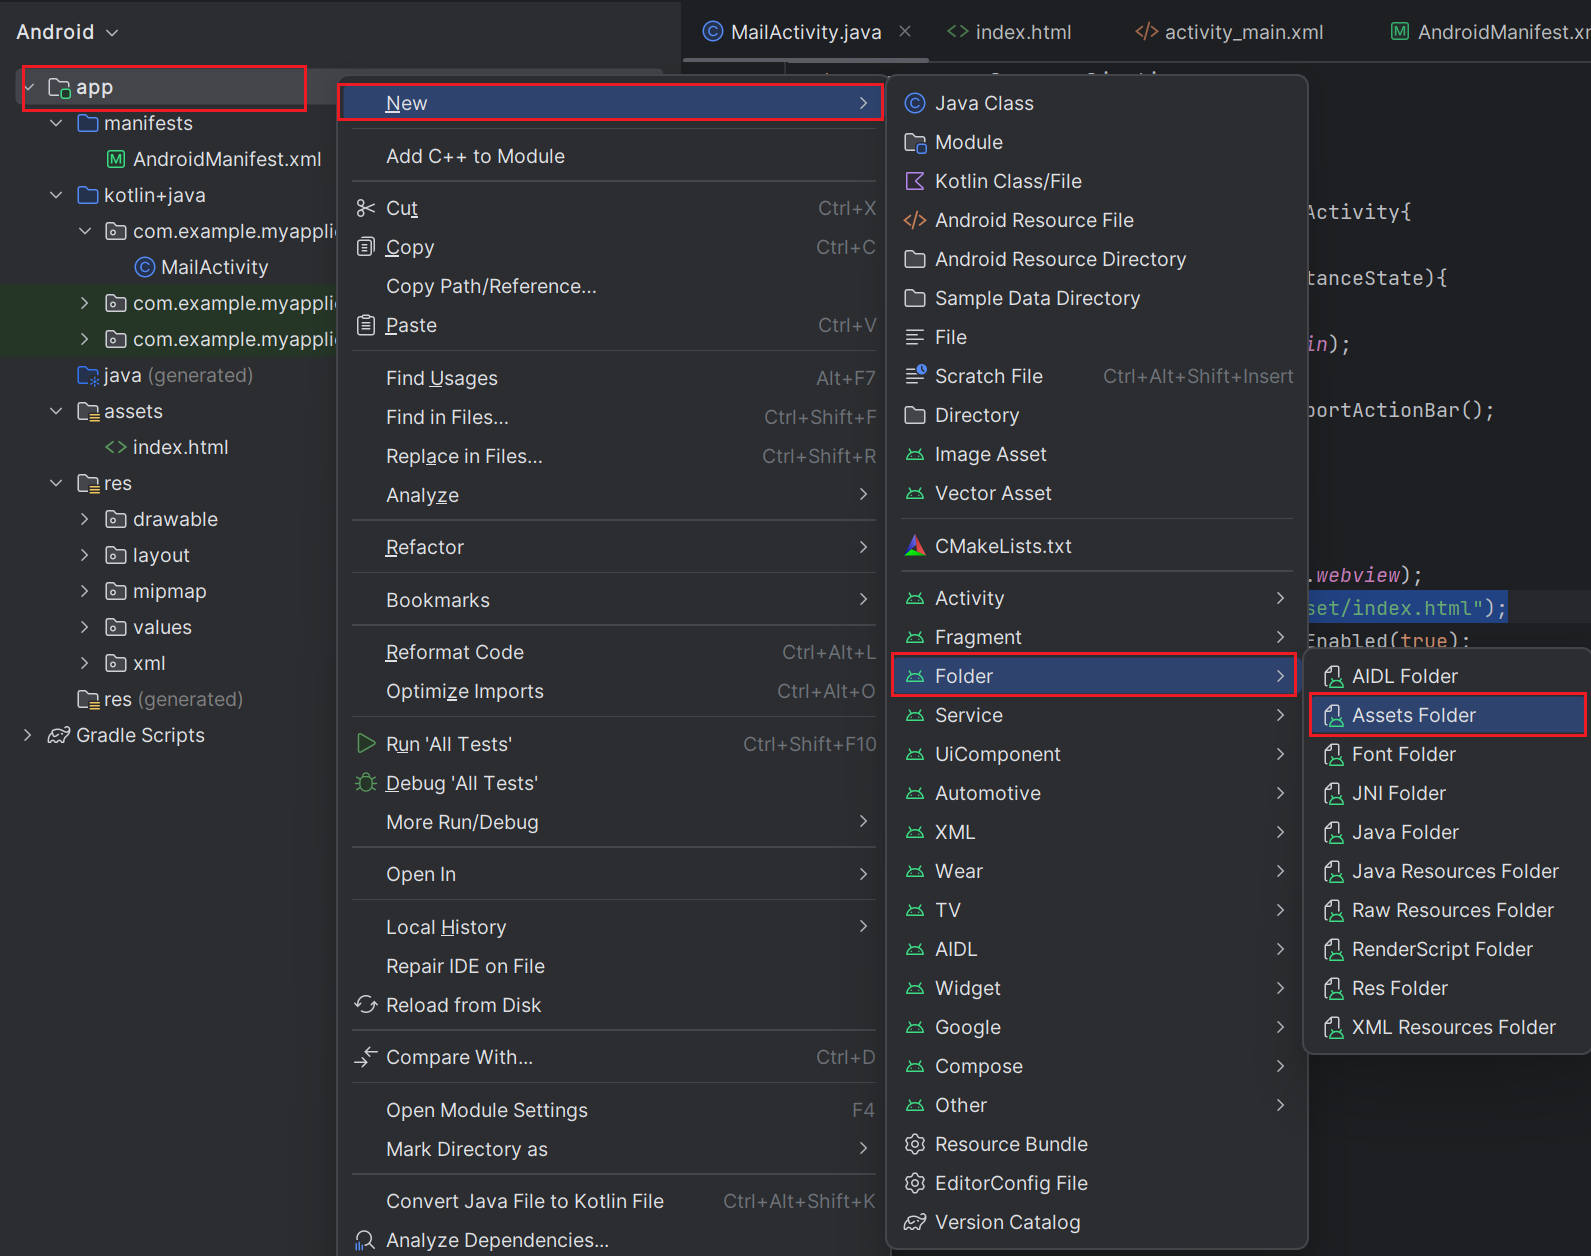 Android
app
manifests
AndroidManifest.xml
kotlin+java
com.example.myappli
MailActivity
com.example.myappli
com.example.myappli
java (generated)
assets
index.html
res
drawable
layout
mipmap
values
xml
res (generated)
Gradle Scripts
MailActivity.java
index.html
activity_main.xml
AndroidManifest.xm
New
Add C++ to Module
Cut Ctrl+X
Copy Ctrl+C
Copy Path/Reference...
Paste Ctrl+V
Find Usages Alt+F7
Find in Files... Ctrl+Shift+F
Replace in Files... Ctrl+Shift+R
Analyze
Refactor
Bookmarks
Reformat Code Ctrl+Alt+L
Optimize Imports Ctrl+Alt+O
Run 'All Tests' Ctrl+Shift+F10
Debug 'All Tests'
More Run/Debug
Open In
Local History
Repair IDE on File
Reload from Disk
Compare With... Ctrl+D
Open Module Settings F4
Mark Directory as
Convert Java File to Kotlin File Ctrl+Alt+Shift+K
Analyze Dependencies...
Java Class
Module
Kotlin Class/File
Android Resource File
Android Resource Directory
Sample Data Directory
File
Scratch File Ctrl+Alt+Shift+Insert
Directory
Image Asset
Vector Asset
CMakeLists.txt
Activity
Fragment
Folder
Service
UiComponent
Automotive
XML
Wear
TV
AIDL
Widget
Google
Compose
Other
Resource Bundle
EditorConfig File
Version Catalog
Activity{
tanceState){
in);
portActionBar();
.webview);
set/index.html");
Enabled(true);
AIDL Folder
Assets Folder
Font Folder
JNI Folder
Java Folder
Java Resources Folder
Raw Resources Folder
RenderScript Folder
Res Folder
XML Resources Folder